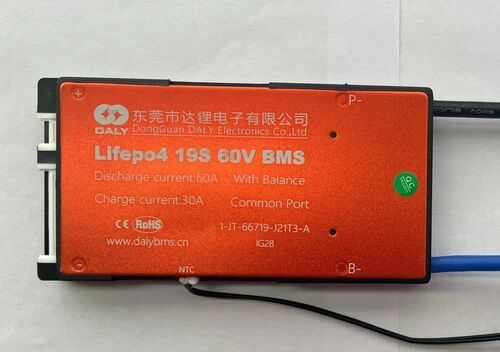 DALY
东莞市达锂电子有限公司
DongGuan DALY Electronics Co., Ltd
P-
Lifepo4 19S 60V BMS
Discharge current:60A With Balance
Charge current:30A Common Port
CE RoHS
1-JT-66719-J21T3-A
www.dalybms.cn
IG28
NTC
B-
Q.C